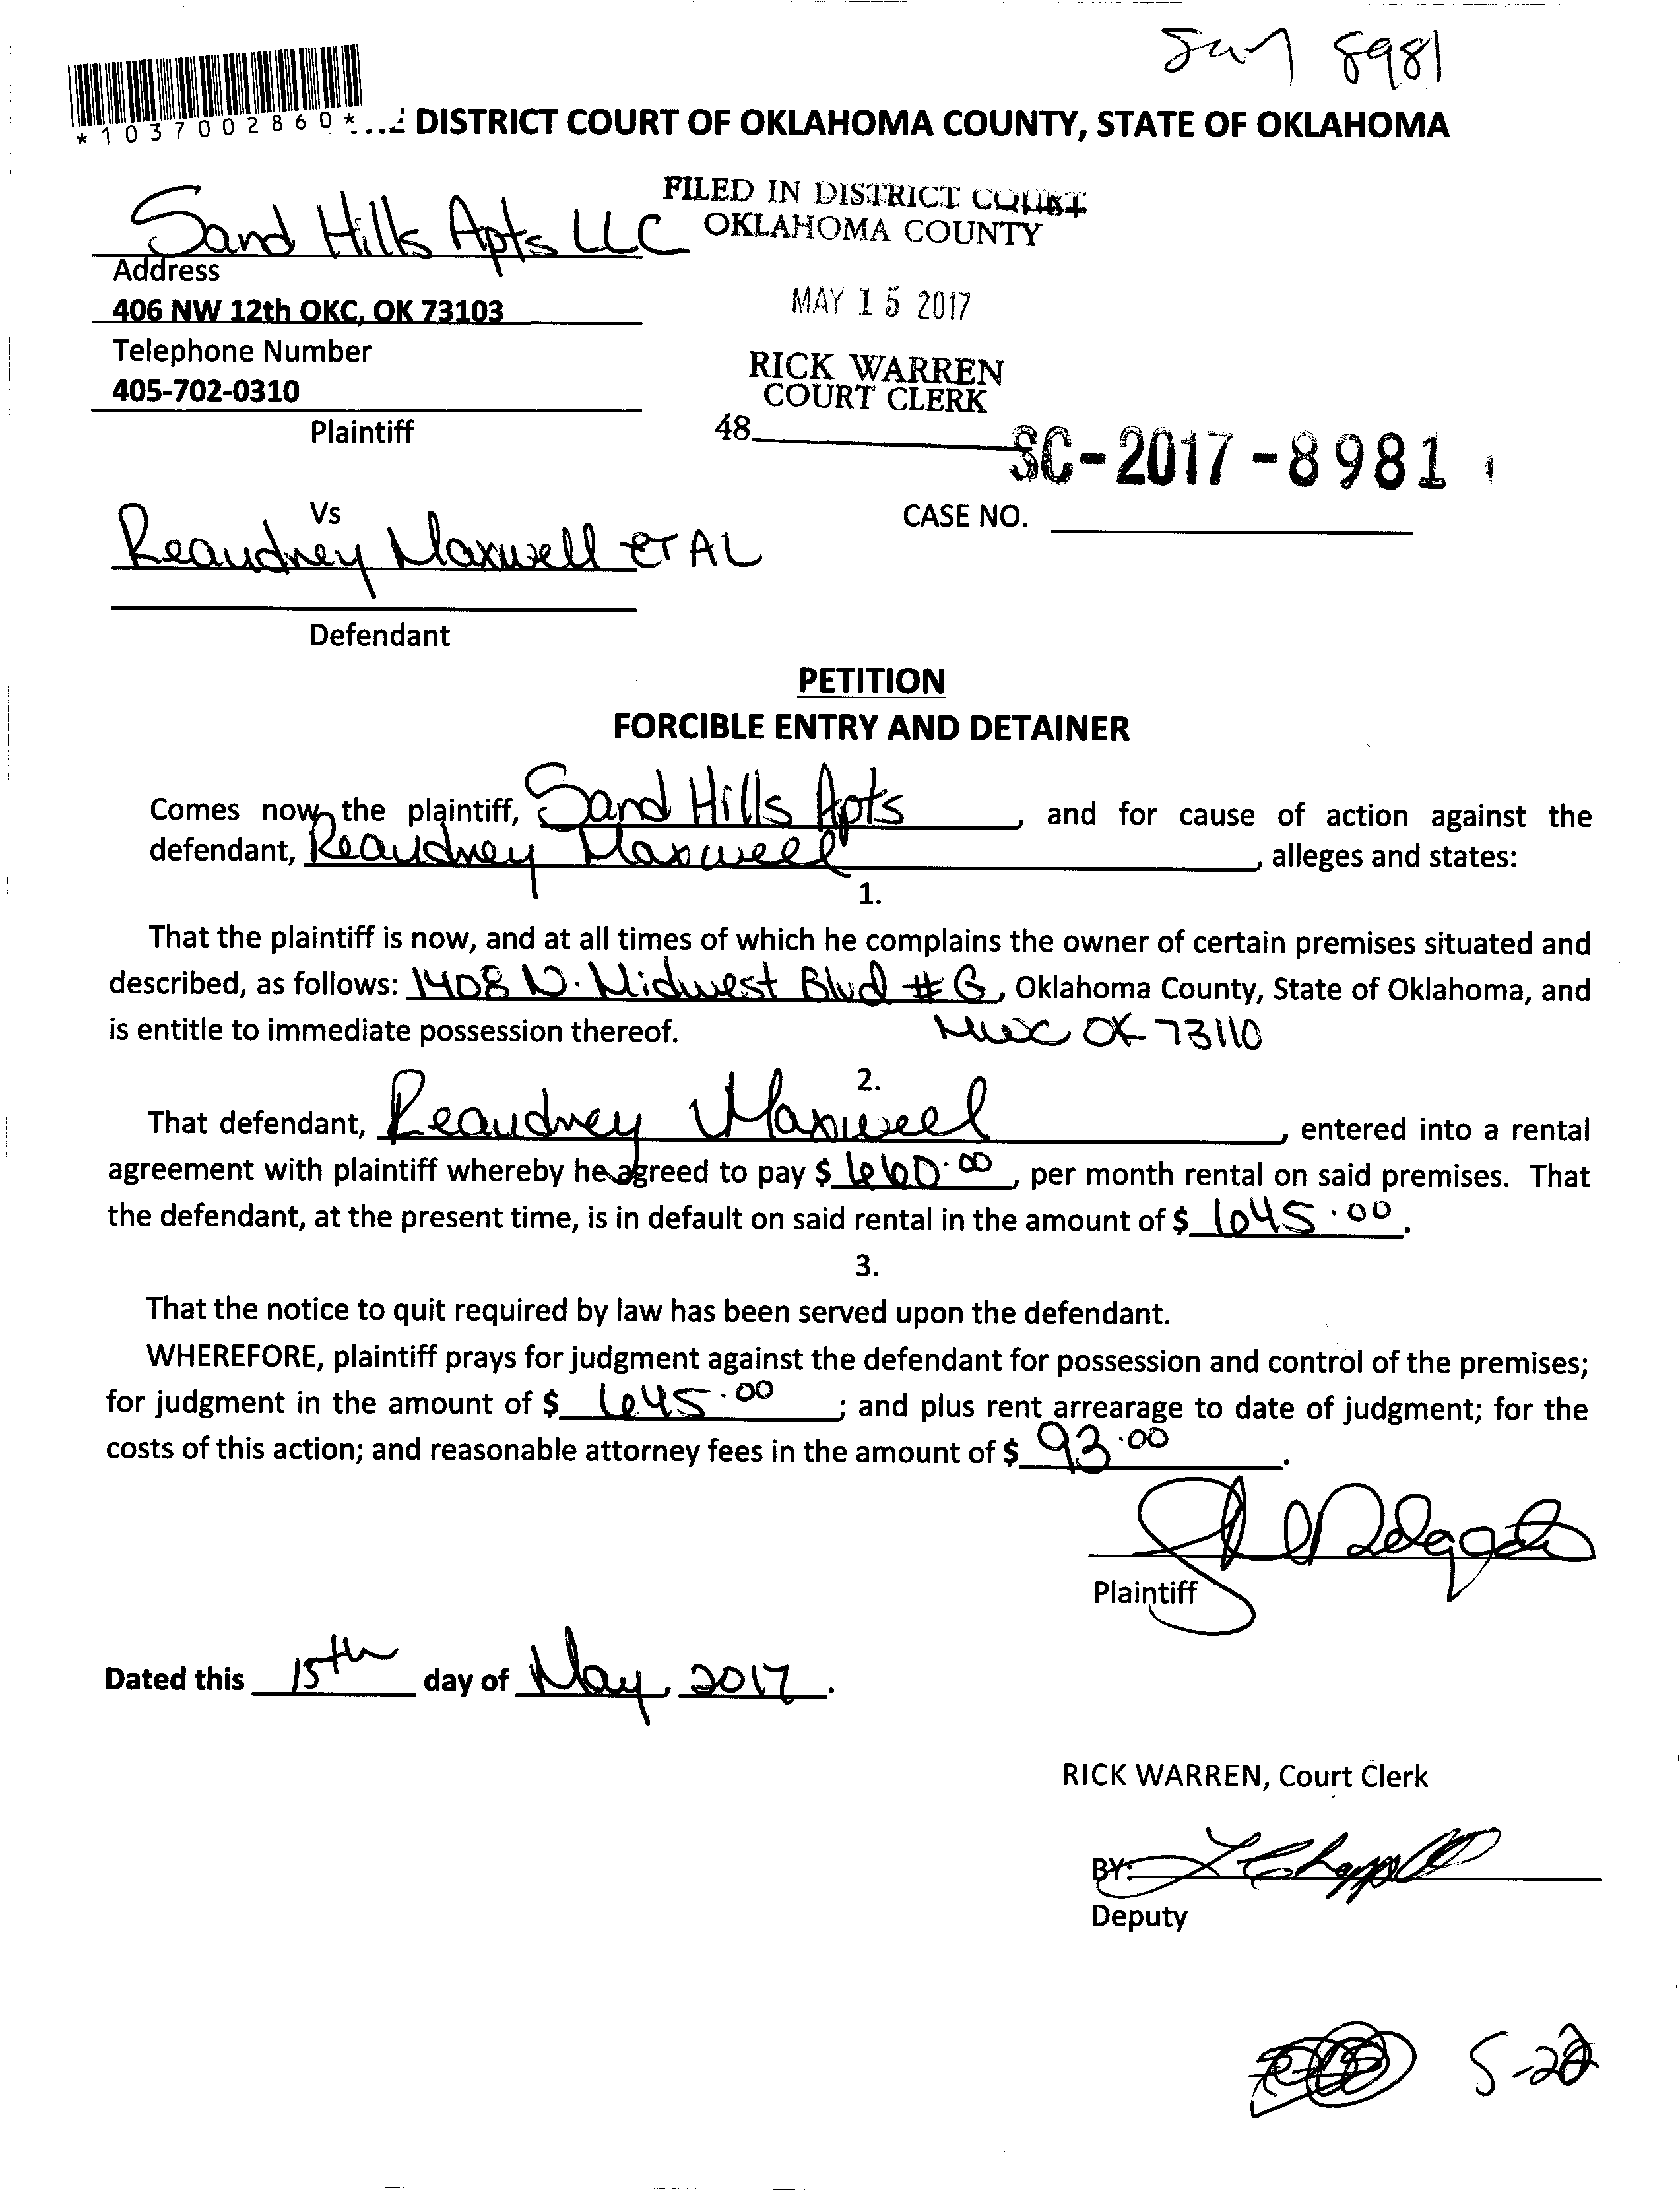 8981
*1037002860*...E DISTRICT COURT OF OKLAHOMA COUNTY, STATE OF OKLAHOMA
FILED IN DISTRICT COURT
OKLAHOMA COUNTY
Sand Hills Apts LLC
Address
406 NW 12th OKC, OK 73103
MAY 15 2017
Telephone Number
RICK WARREN
COURT CLERK
405-702-0310
Plaintiff
48
SC-2017-8981
Vs
CASE NO.
Reaudney Maxwell ET AL
Defendant
PETITION
FORCIBLE ENTRY AND DETAINER
Comes now the plaintiff, Sand Hills Apts, and for cause of action against the
defendant, Reaudney Maxwell, alleges and states:
1.
That the plaintiff is now, and at all times of which he complains the owner of certain premises situated and
described, as follows: 1408 N. Midwest Blvd #G, Oklahoma County, State of Oklahoma, and
is entitle to immediate possession thereof. MWC OK 73110
2.
That defendant, Reaudney Maxwell, entered into a rental
agreement with plaintiff whereby he agreed to pay $ 660.00, per month rental on said premises. That
the defendant, at the present time, is in default on said rental in the amount of $ 645.00.
3.
That the notice to quit required by law has been served upon the defendant.
WHEREFORE, plaintiff prays for judgment against the defendant for possession and control of the premises;
for judgment in the amount of $ 645.00; and plus rent arrearage to date of judgment; for the
costs of this action; and reasonable attorney fees in the amount of $ 93.00.
Delgado
Plaintiff
Dated this 15th day of May, 2017.
RICK WARREN, Court Clerk
BY:
Deputy
5-22